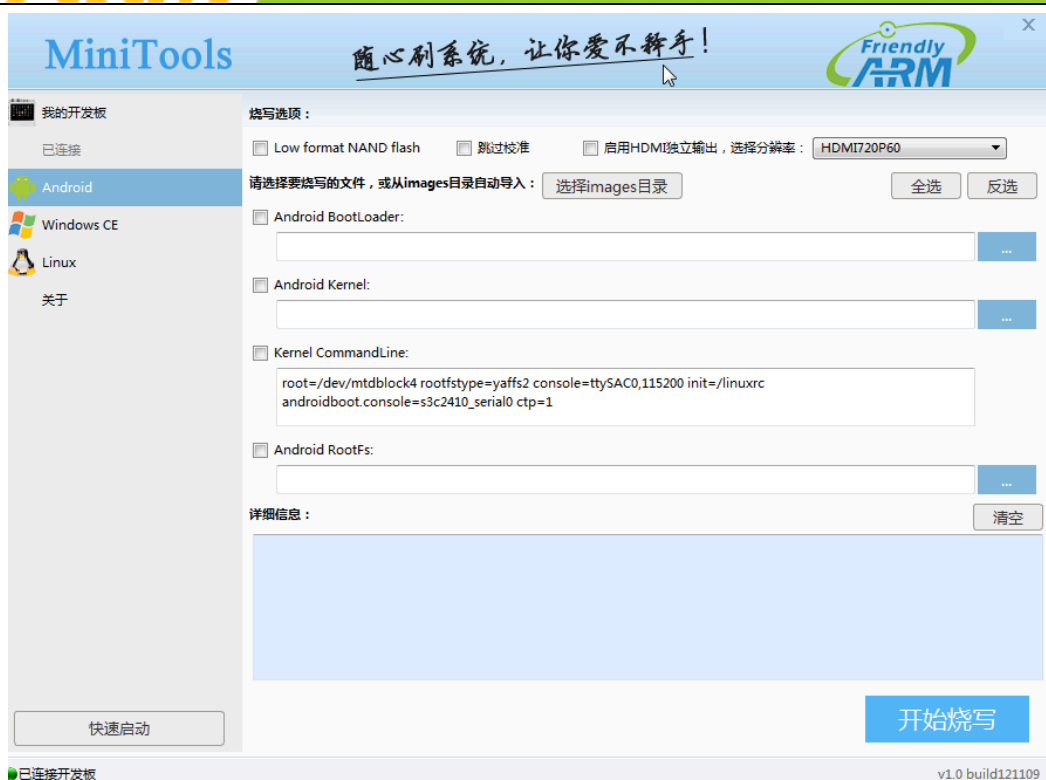 MiniTools
随心刷系统，让你爱不释手！
Friendly
ARM
X
我的开发板
已连接
Android
Windows CE
Linux
关于
快速启动
烧写选项：
Low format NAND flash 跳过校准 启用HDMI独立输出，选择分辨率： HDMI720P60
请选择要烧写的文件，或从images目录自动导入： 选择images目录 全选 反选
Android BootLoader:
...
Android Kernel:
...
Kernel CommandLine:
root=/dev/mtdblock4 rootfstype=yaffs2 console=ttySAC0,115200 init=/linuxrc
androidboot.console=s3c2410_serial0 ctp=1
Android RootFs:
...
详细信息： 清空
开始烧写
已连接开发板 v1.0 build121109